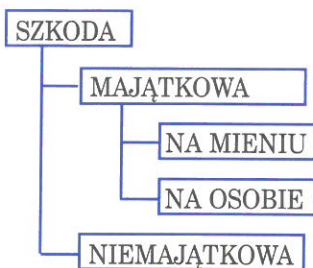 SZKODA
MAJĄTKOWA
NA MIENIU
NA OSOBIE
NIEMAJĄTKOWA